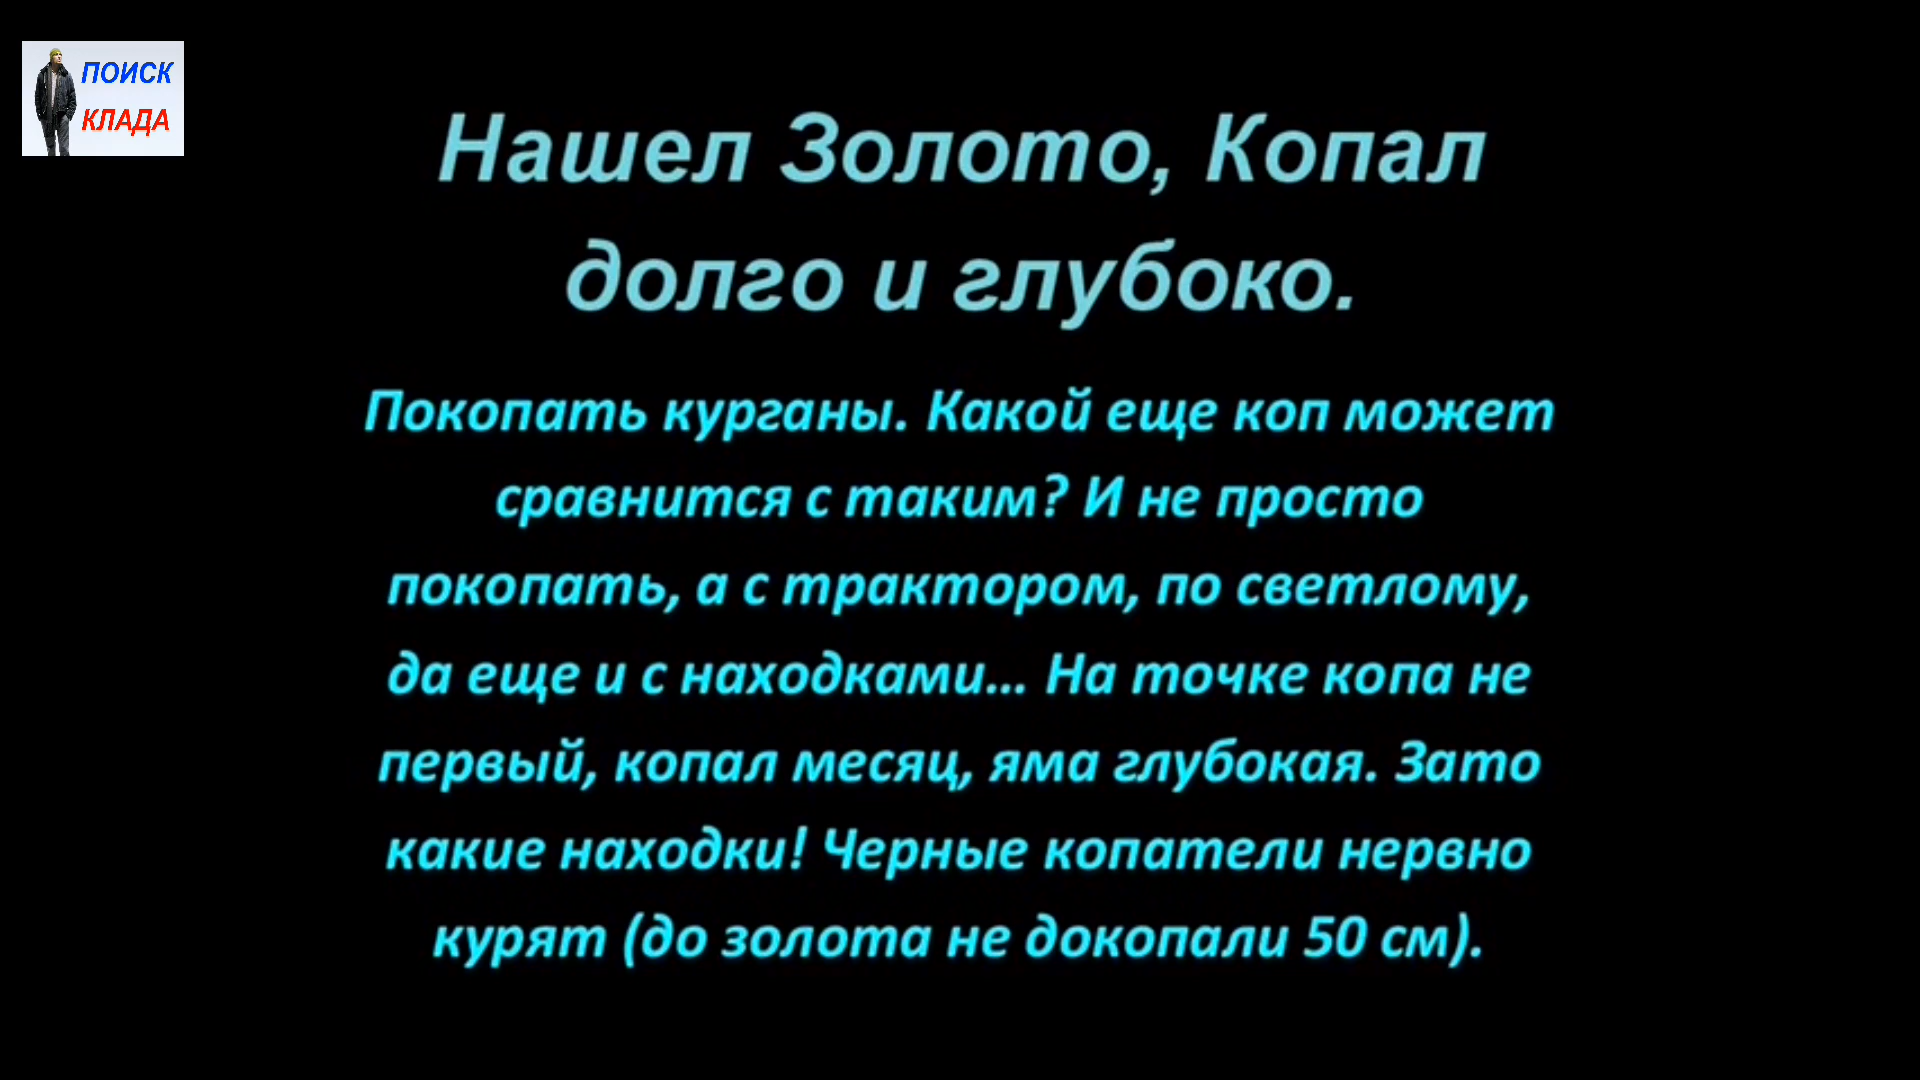 ПОИСК
КЛАДА
Нашел Золото, Копал
долго и глубоко.
Покопать курганы. Какой еще коп может
сравнится с таким? И не просто
покопать, а с трактором, по светлому,
да еще и с находками... На точке копа не
первый, копал месяц, яма глубокая. Зато
какие находки! Черные копатели нервно
курят (до золота не докопали 50 см).